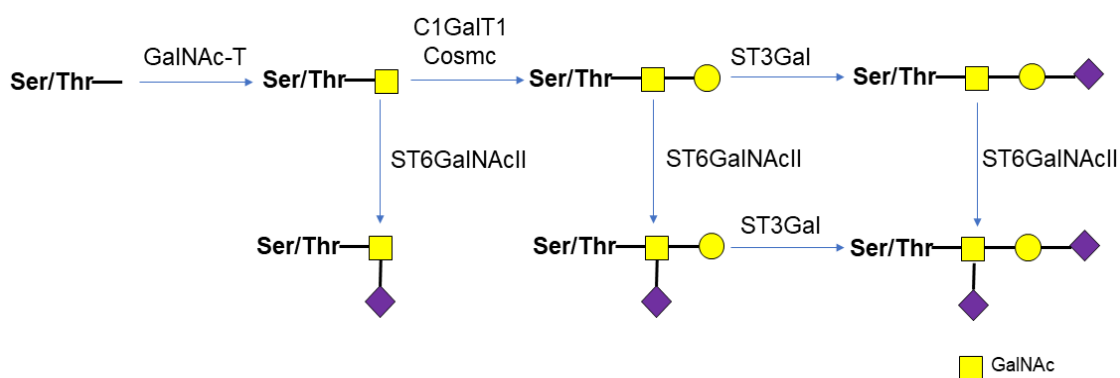 C1GalT1
GalNAc-T
Cosmc
ST3Gal
Ser/Thr
Ser/Thr
Ser/Thr
Ser/Thr
ST6GalNAcII
ST6GalNAcII
ST6GalNAcII
ST3Gal
Ser/Thr
Ser/Thr
Ser/Thr
GalNAc